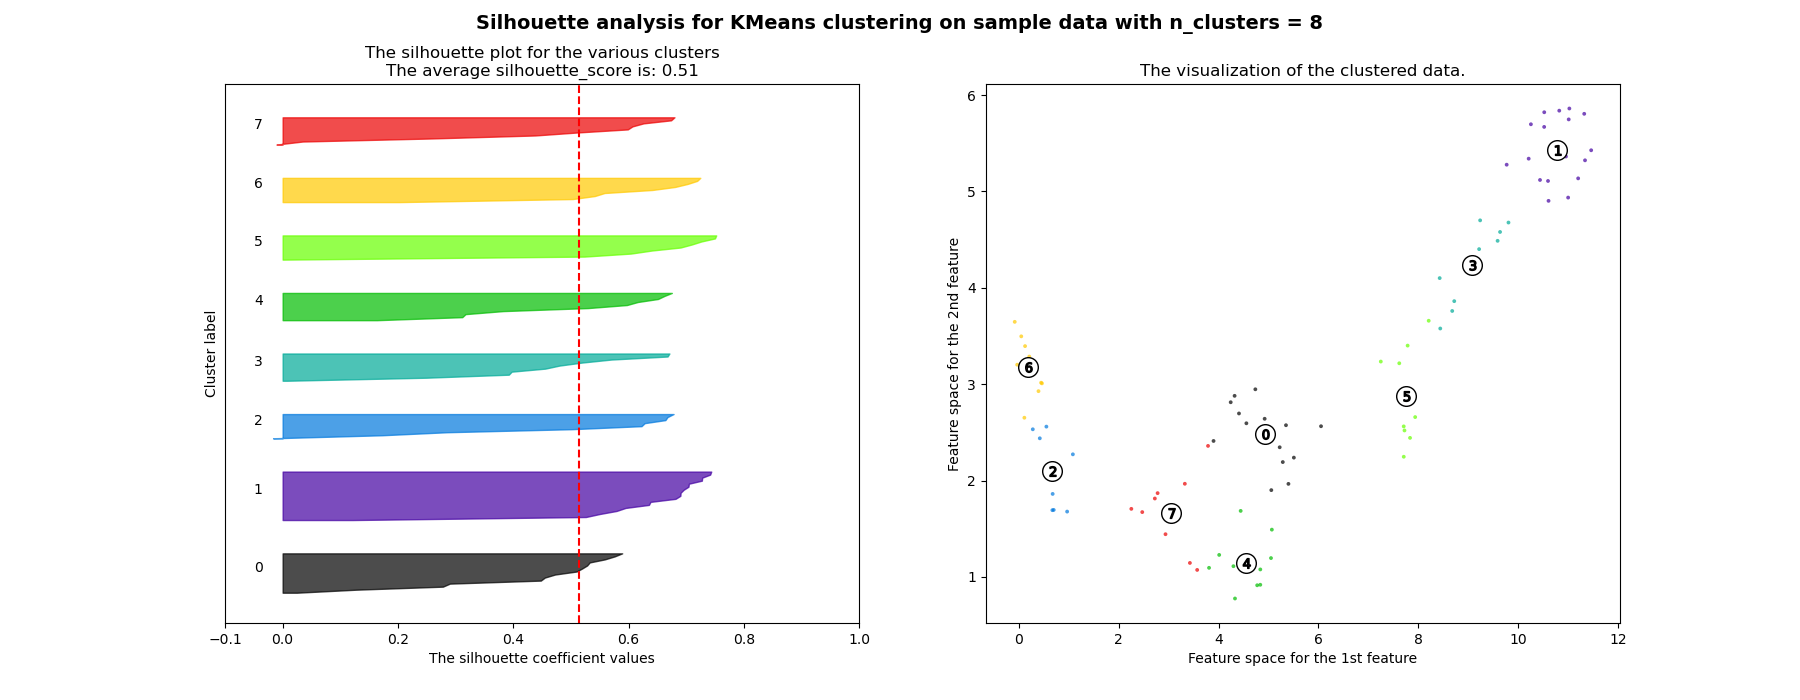 Silhouette analysis for KMeans clustering on sample data with n_clusters = 8
The silhouette plot for the various clusters
The average silhouette_score is: 0.51
7
6
5
4
3
2
1
0
Cluster label
−0.1 0.0 0.2 0.4 0.6 0.8 1.0
The silhouette coefficient values
The visualization of the clustered data.
6
5
4
3
2
1
Feature space for the 2nd feature
1
3
6
5
0
2
7
4
0 2 4 6 8 10 12
Feature space for the 1st feature